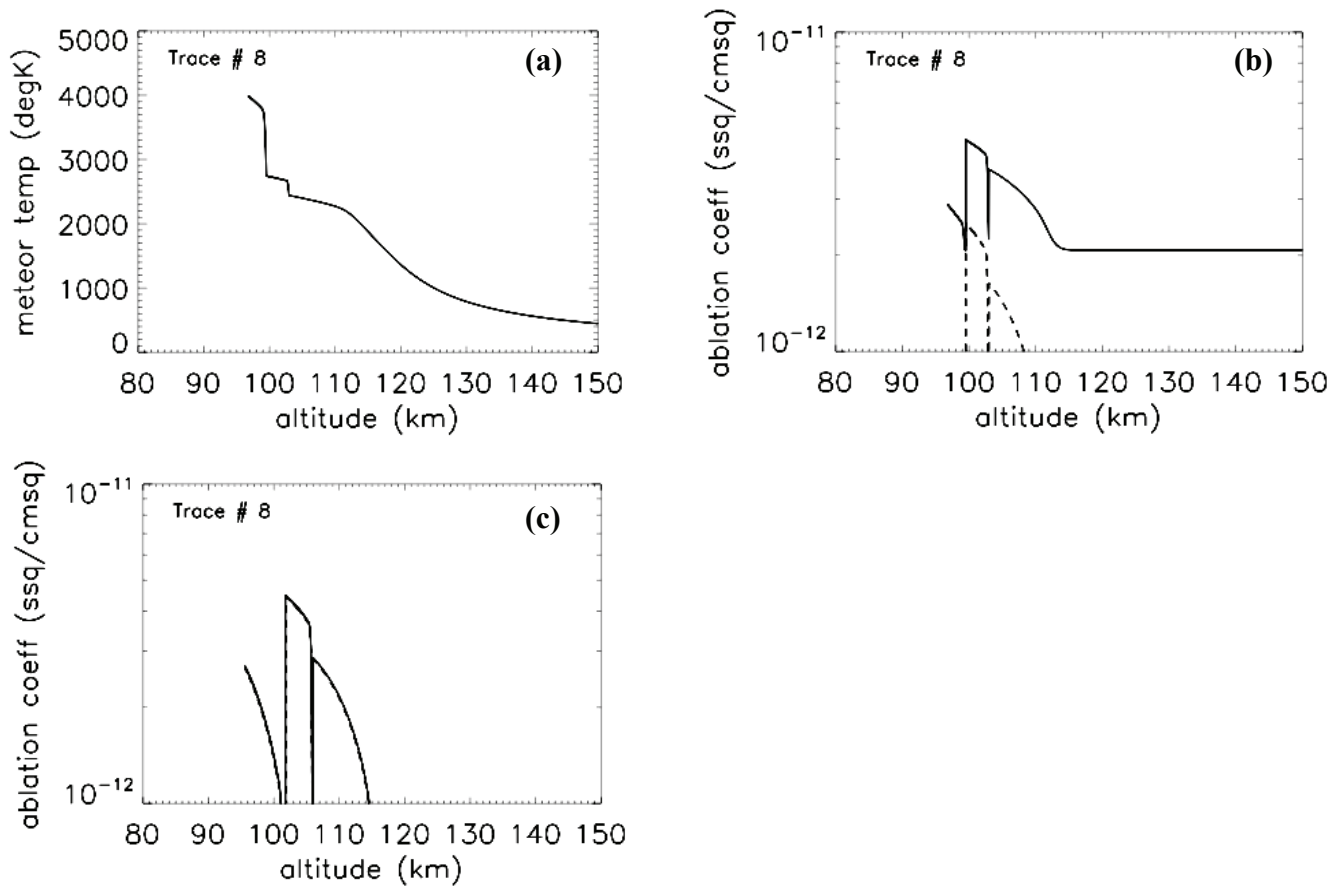 meteor temp (degK)
5000
4000
3000
2000
1000
0
Trace # 8
(a)
80 90 100 110 120 130 140 150
altitude (km)
ablation coeff (ssq/cmsq)
10-11
10-12
Trace # 8
(b)
80 90 100 110 120 130 140 150
altitude (km)
ablation coeff (ssq/cmsq)
10-11
10-12
Trace # 8
(c)
80 90 100 110 120 130 140 150
altitude (km)